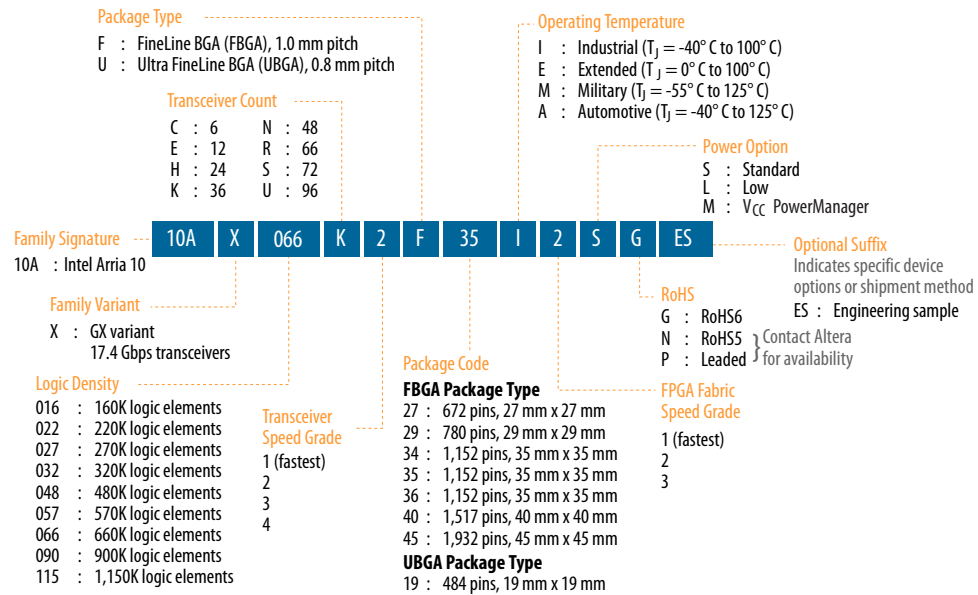 Package Type
F : FineLine BGA (FBGA), 1.0 mm pitch
U : Ultra FineLine BGA (UBGA), 0.8 mm pitch
Operating Temperature
I : Industrial (TJ = -40° C to 100° C)
E : Extended (TJ = 0° C to 100° C)
M : Military (TJ = -55° C to 125° C)
A : Automotive (TJ = -40° C to 125° C)
Transceiver Count
C : 6 N : 48
E : 12 R : 66
H : 24 S : 72
K : 36 U : 96
Power Option
S : Standard
L : Low
M : VCC PowerManager
10A X 066 K 2 F 35 I 2 S G ES
Family Signature
10A : Intel Arria 10
Optional Suffix
Indicates specific device
options or shipment method
ES : Engineering sample
Family Variant
X : GX variant
17.4 Gbps transceivers
RoHS
G : RoHS6
N : RoHS5
P : Leaded
} Contact Altera
for availability
Logic Density
016 : 160K logic elements
022 : 220K logic elements
027 : 270K logic elements
032 : 320K logic elements
048 : 480K logic elements
057 : 570K logic elements
066 : 660K logic elements
090 : 900K logic elements
115 : 1,150K logic elements
Transceiver
Speed Grade
1 (fastest)
2
3
4
Package Code
FBGA Package Type
27 : 672 pins, 27 mm x 27 mm
29 : 780 pins, 29 mm x 29 mm
34 : 1,152 pins, 35 mm x 35 mm
35 : 1,152 pins, 35 mm x 35 mm
36 : 1,152 pins, 35 mm x 35 mm
40 : 1,517 pins, 40 mm x 40 mm
45 : 1,932 pins, 45 mm x 45 mm
UBGA Package Type
19 : 484 pins, 19 mm x 19 mm
FPGA Fabric
Speed Grade
1 (fastest)
2
3